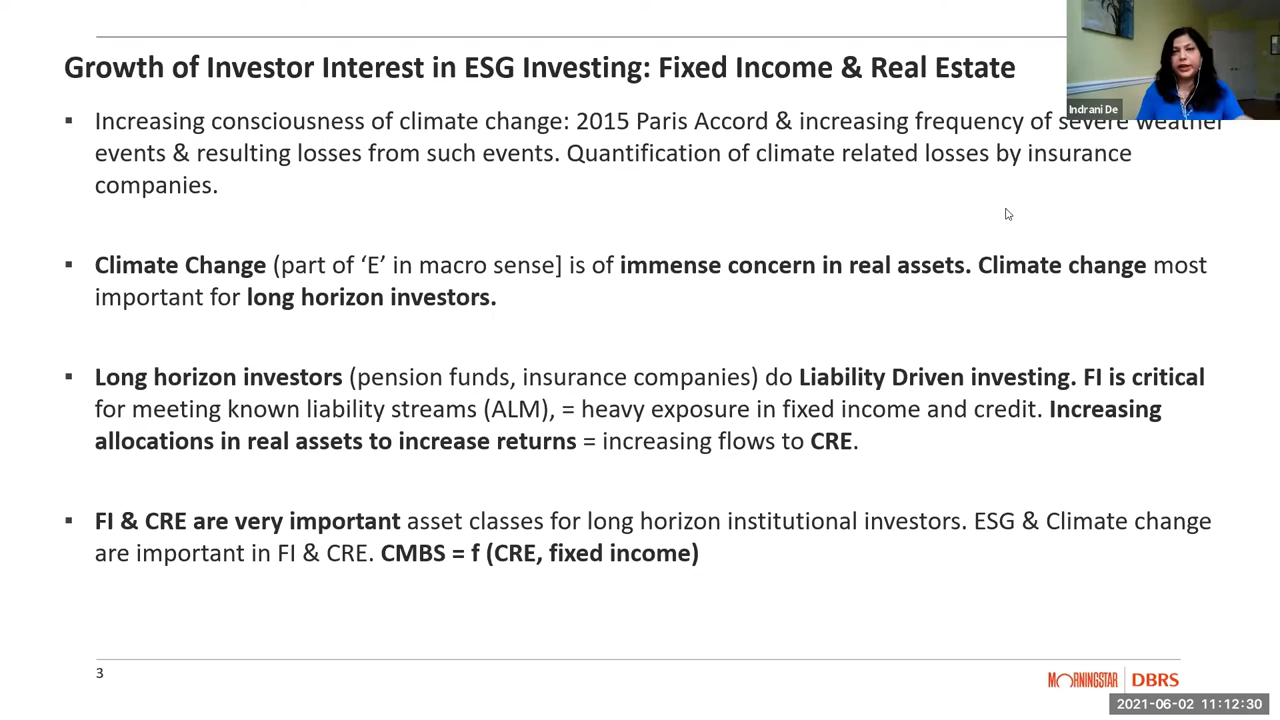 Growth of Investor Interest in ESG Investing: Fixed Income & Real Estate
Indrani De
▪ Increasing consciousness of climate change: 2015 Paris Accord & increasing frequency of severe weather
events & resulting losses from such events. Quantification of climate related losses by insurance
companies.
▪ Climate Change (part of ‘E’ in macro sense] is of immense concern in real assets. Climate change most
important for long horizon investors.
▪ Long horizon investors (pension funds, insurance companies) do Liability Driven investing. FI is critical
for meeting known liability streams (ALM), = heavy exposure in fixed income and credit. Increasing
allocations in real assets to increase returns = increasing flows to CRE.
▪ FI & CRE are very important asset classes for long horizon institutional investors. ESG & Climate change
are important in FI & CRE. CMBS = f (CRE, fixed income)
3
MORNINGSTAR | DBRS
2021-06-02 11:12:30